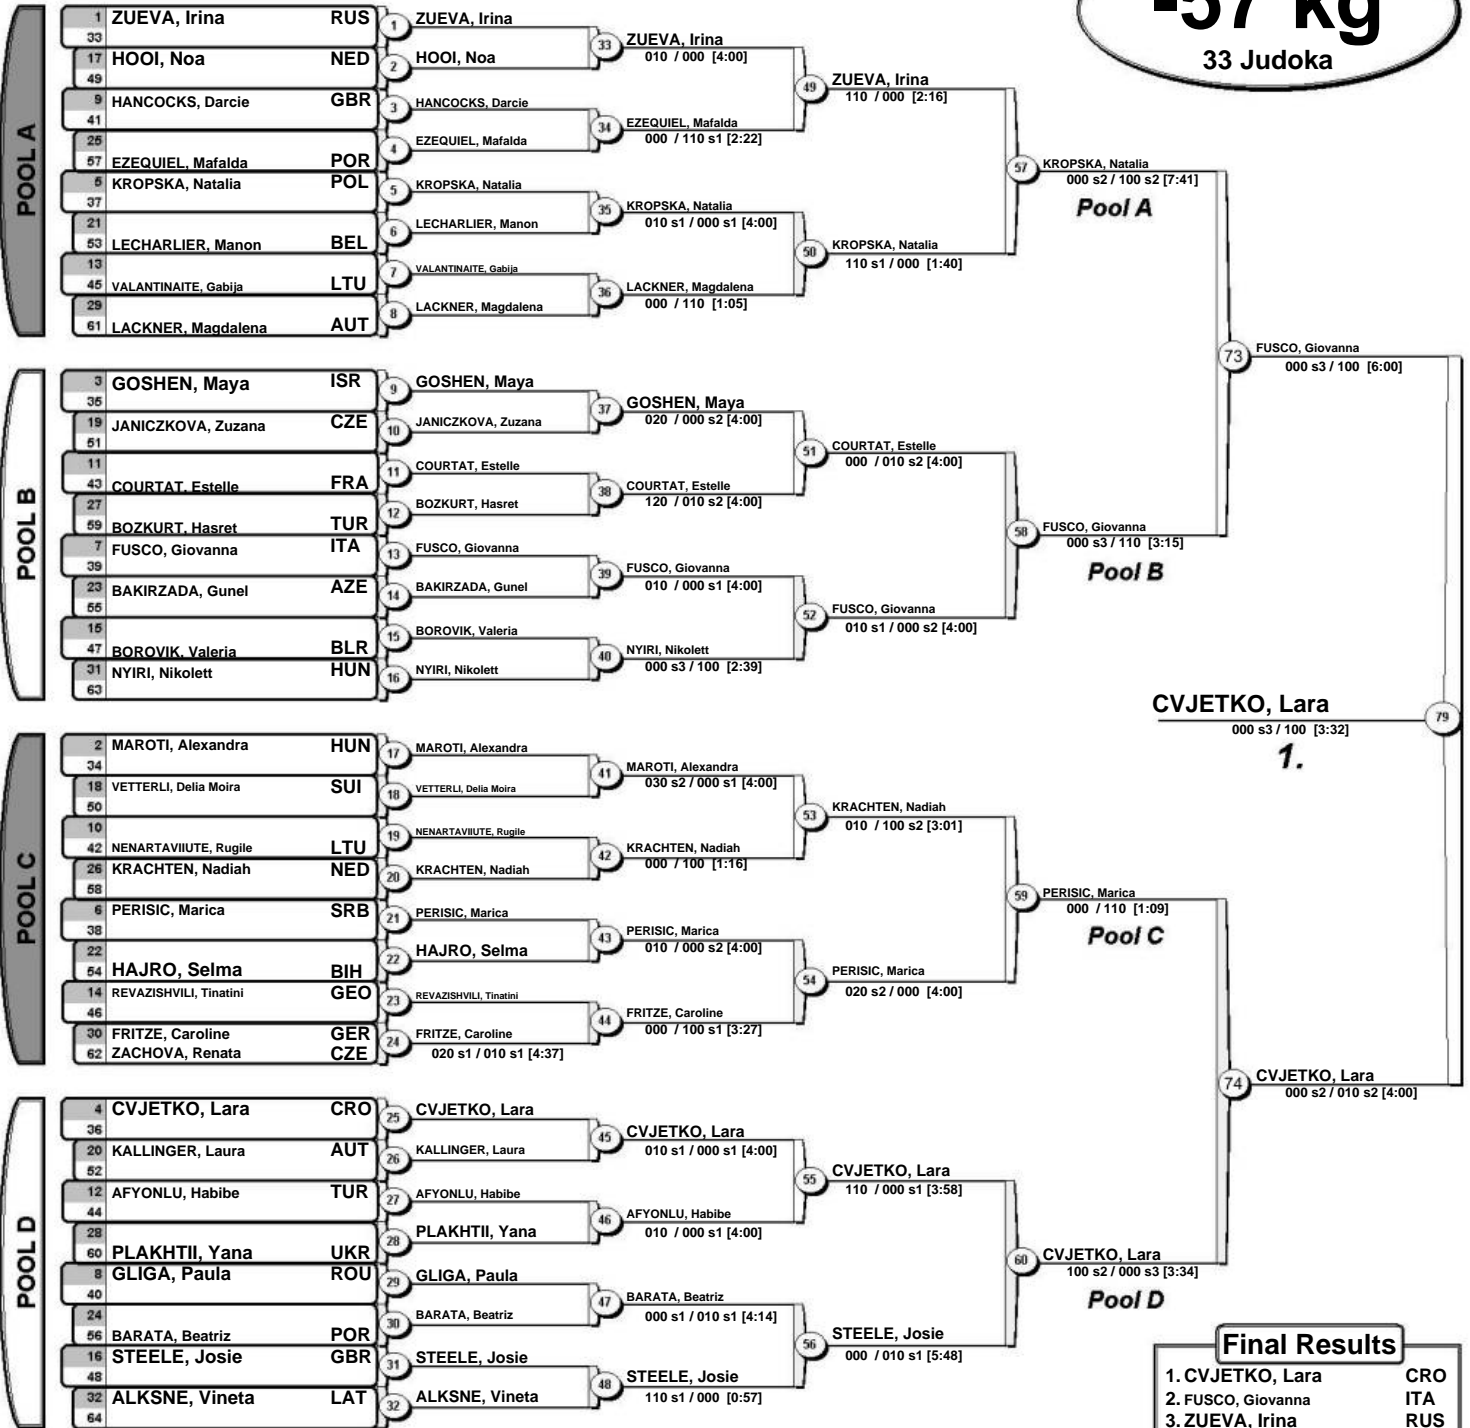 -57 kg
33 Judoka
POOL A
1 ZUEVA, Irina RUS
33
17 HOOI, Noa NED
49
9 HANCOCKS, Darcie GBR
41
25
57 EZEQUIEL, Mafalda POR
5 KROPSKA, Natalia POL
37
21
53 LECHARLIER, Manon BEL
13
45 VALANTINAITE, Gabija LTU
29
61 LACKNER, Magdalena AUT
1 ZUEVA, Irina
2 HOOI, Noa
3 HANCOCKS, Darcie
4 EZEQUIEL, Mafalda
5 KROPSKA, Natalia
6 LECHARLIER, Manon
7 VALANTINAITE, Gabija
8 LACKNER, Magdalena
33 ZUEVA, Irina
010 / 000 [4:00]
34 EZEQUIEL, Mafalda
000 / 110 s1 [2:22]
35 KROPSKA, Natalia
010 s1 / 000 s1 [4:00]
36 LACKNER, Magdalena
000 / 110 [1:05]
49 ZUEVA, Irina
110 / 000 [2:16]
50 KROPSKA, Natalia
110 s1 / 000 [1:40]
57 KROPSKA, Natalia
000 s2 / 100 s2 [7:41]
Pool A
POOL B
3 GOSHEN, Maya ISR
35
19 JANICZKOVA, Zuzana CZE
51
11
43 COURTAT, Estelle FRA
27
59 BOZKURT, Hasret TUR
7 FUSCO, Giovanna ITA
39
23 BAKIRZADA, Gunel AZE
55
15
47 BOROVIK, Valeria BLR
31 NYIRI, Nikolett HUN
63
9 GOSHEN, Maya
10 JANICZKOVA, Zuzana
11 COURTAT, Estelle
12 BOZKURT, Hasret
13 FUSCO, Giovanna
14 BAKIRZADA, Gunel
15 BOROVIK, Valeria
16 NYIRI, Nikolett
37 GOSHEN, Maya
020 / 000 s2 [4:00]
38 COURTAT, Estelle
120 / 010 s2 [4:00]
39 FUSCO, Giovanna
010 / 000 s1 [4:00]
40 NYIRI, Nikolett
000 s3 / 100 [2:39]
51 COURTAT, Estelle
000 / 010 s2 [4:00]
52 FUSCO, Giovanna
010 s1 / 000 s2 [4:00]
58 FUSCO, Giovanna
000 s3 / 110 [3:15]
Pool B
73 FUSCO, Giovanna
000 s3 / 100 [6:00]
CVJETKO, Lara 79
000 s3 / 100 [3:32]
1.
POOL C
2 MAROTI, Alexandra HUN
34
18 VETTERLI, Delia Moira SUI
50
10
42 NENARTAVIIUTE, Rugile LTU
26 KRACHTEN, Nadiah NED
58
6 PERISIC, Marica SRB
38
22
54 HAJRO, Selma BIH
14 REVAZISHVILI, Tinatini GEO
46
30 FRITZE, Caroline GER
62 ZACHOVA, Renata CZE
17 MAROTI, Alexandra
18 VETTERLI, Delia Moira
19 NENARTAVIIUTE, Rugile
20 KRACHTEN, Nadiah
21 PERISIC, Marica
22 HAJRO, Selma
23 REVAZISHVILI, Tinatini
24 FRITZE, Caroline
020 s1 / 010 s1 [4:37]
41 MAROTI, Alexandra
030 s2 / 000 s1 [4:00]
42 KRACHTEN, Nadiah
000 / 100 [1:16]
43 PERISIC, Marica
010 / 000 s2 [4:00]
44 FRITZE, Caroline
000 / 100 s1 [3:27]
53 KRACHTEN, Nadiah
010 / 100 s2 [3:01]
54 PERISIC, Marica
020 s2 / 000 [4:00]
59 PERISIC, Marica
000 / 110 [1:09]
Pool C
POOL D
4 CVJETKO, Lara CRO
36
20 KALLINGER, Laura AUT
52
12 AFYONLU, Habibe TUR
44
28
60 PLAKHTII, Yana UKR
8 GLIGA, Paula ROU
40
24
56 BARATA, Beatriz POR
16 STEELE, Josie GBR
48
32 ALKSNE, Vineta LAT
64
25 CVJETKO, Lara
26 KALLINGER, Laura
27 AFYONLU, Habibe
28 PLAKHTII, Yana
29 GLIGA, Paula
30 BARATA, Beatriz
31 STEELE, Josie
32 ALKSNE, Vineta
45 CVJETKO, Lara
010 s1 / 000 s1 [4:00]
46 AFYONLU, Habibe
010 / 000 s1 [4:00]
47 BARATA, Beatriz
000 s1 / 010 s1 [4:14]
48 STEELE, Josie
110 s1 / 000 [0:57]
55 CVJETKO, Lara
110 / 000 s1 [3:58]
56 STEELE, Josie
000 / 010 s1 [5:48]
60 CVJETKO, Lara
100 s2 / 000 s3 [3:34]
Pool D
74 CVJETKO, Lara
000 s2 / 010 s2 [4:00]
Final Results
1. CVJETKO, Lara CRO
2. FUSCO, Giovanna ITA
3. ZUEVA, Irina RUS